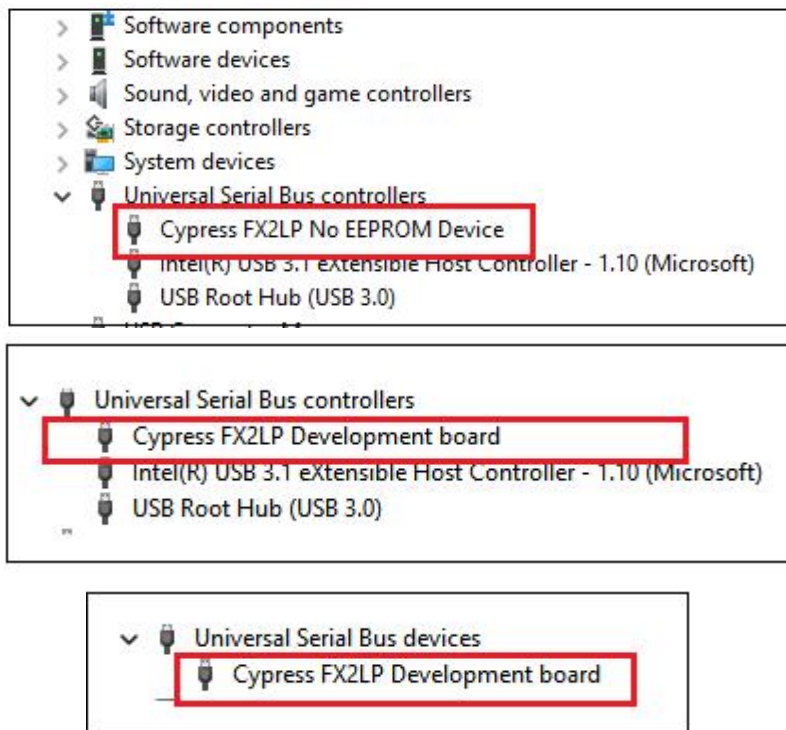 Software components
Software devices
Sound, video and game controllers
Storage controllers
System devices
Universal Serial Bus controllers
Cypress FX2LP No EEPROM Device
Intel(R) USB 3.1 eXtensible Host Controller - 1.10 (Microsoft)
USB Root Hub (USB 3.0)
Universal Serial Bus controllers
Cypress FX2LP Development board
Intel(R) USB 3.1 eXtensible Host Controller - 1.10 (Microsoft)
USB Root Hub (USB 3.0)
Universal Serial Bus devices
Cypress FX2LP Development board